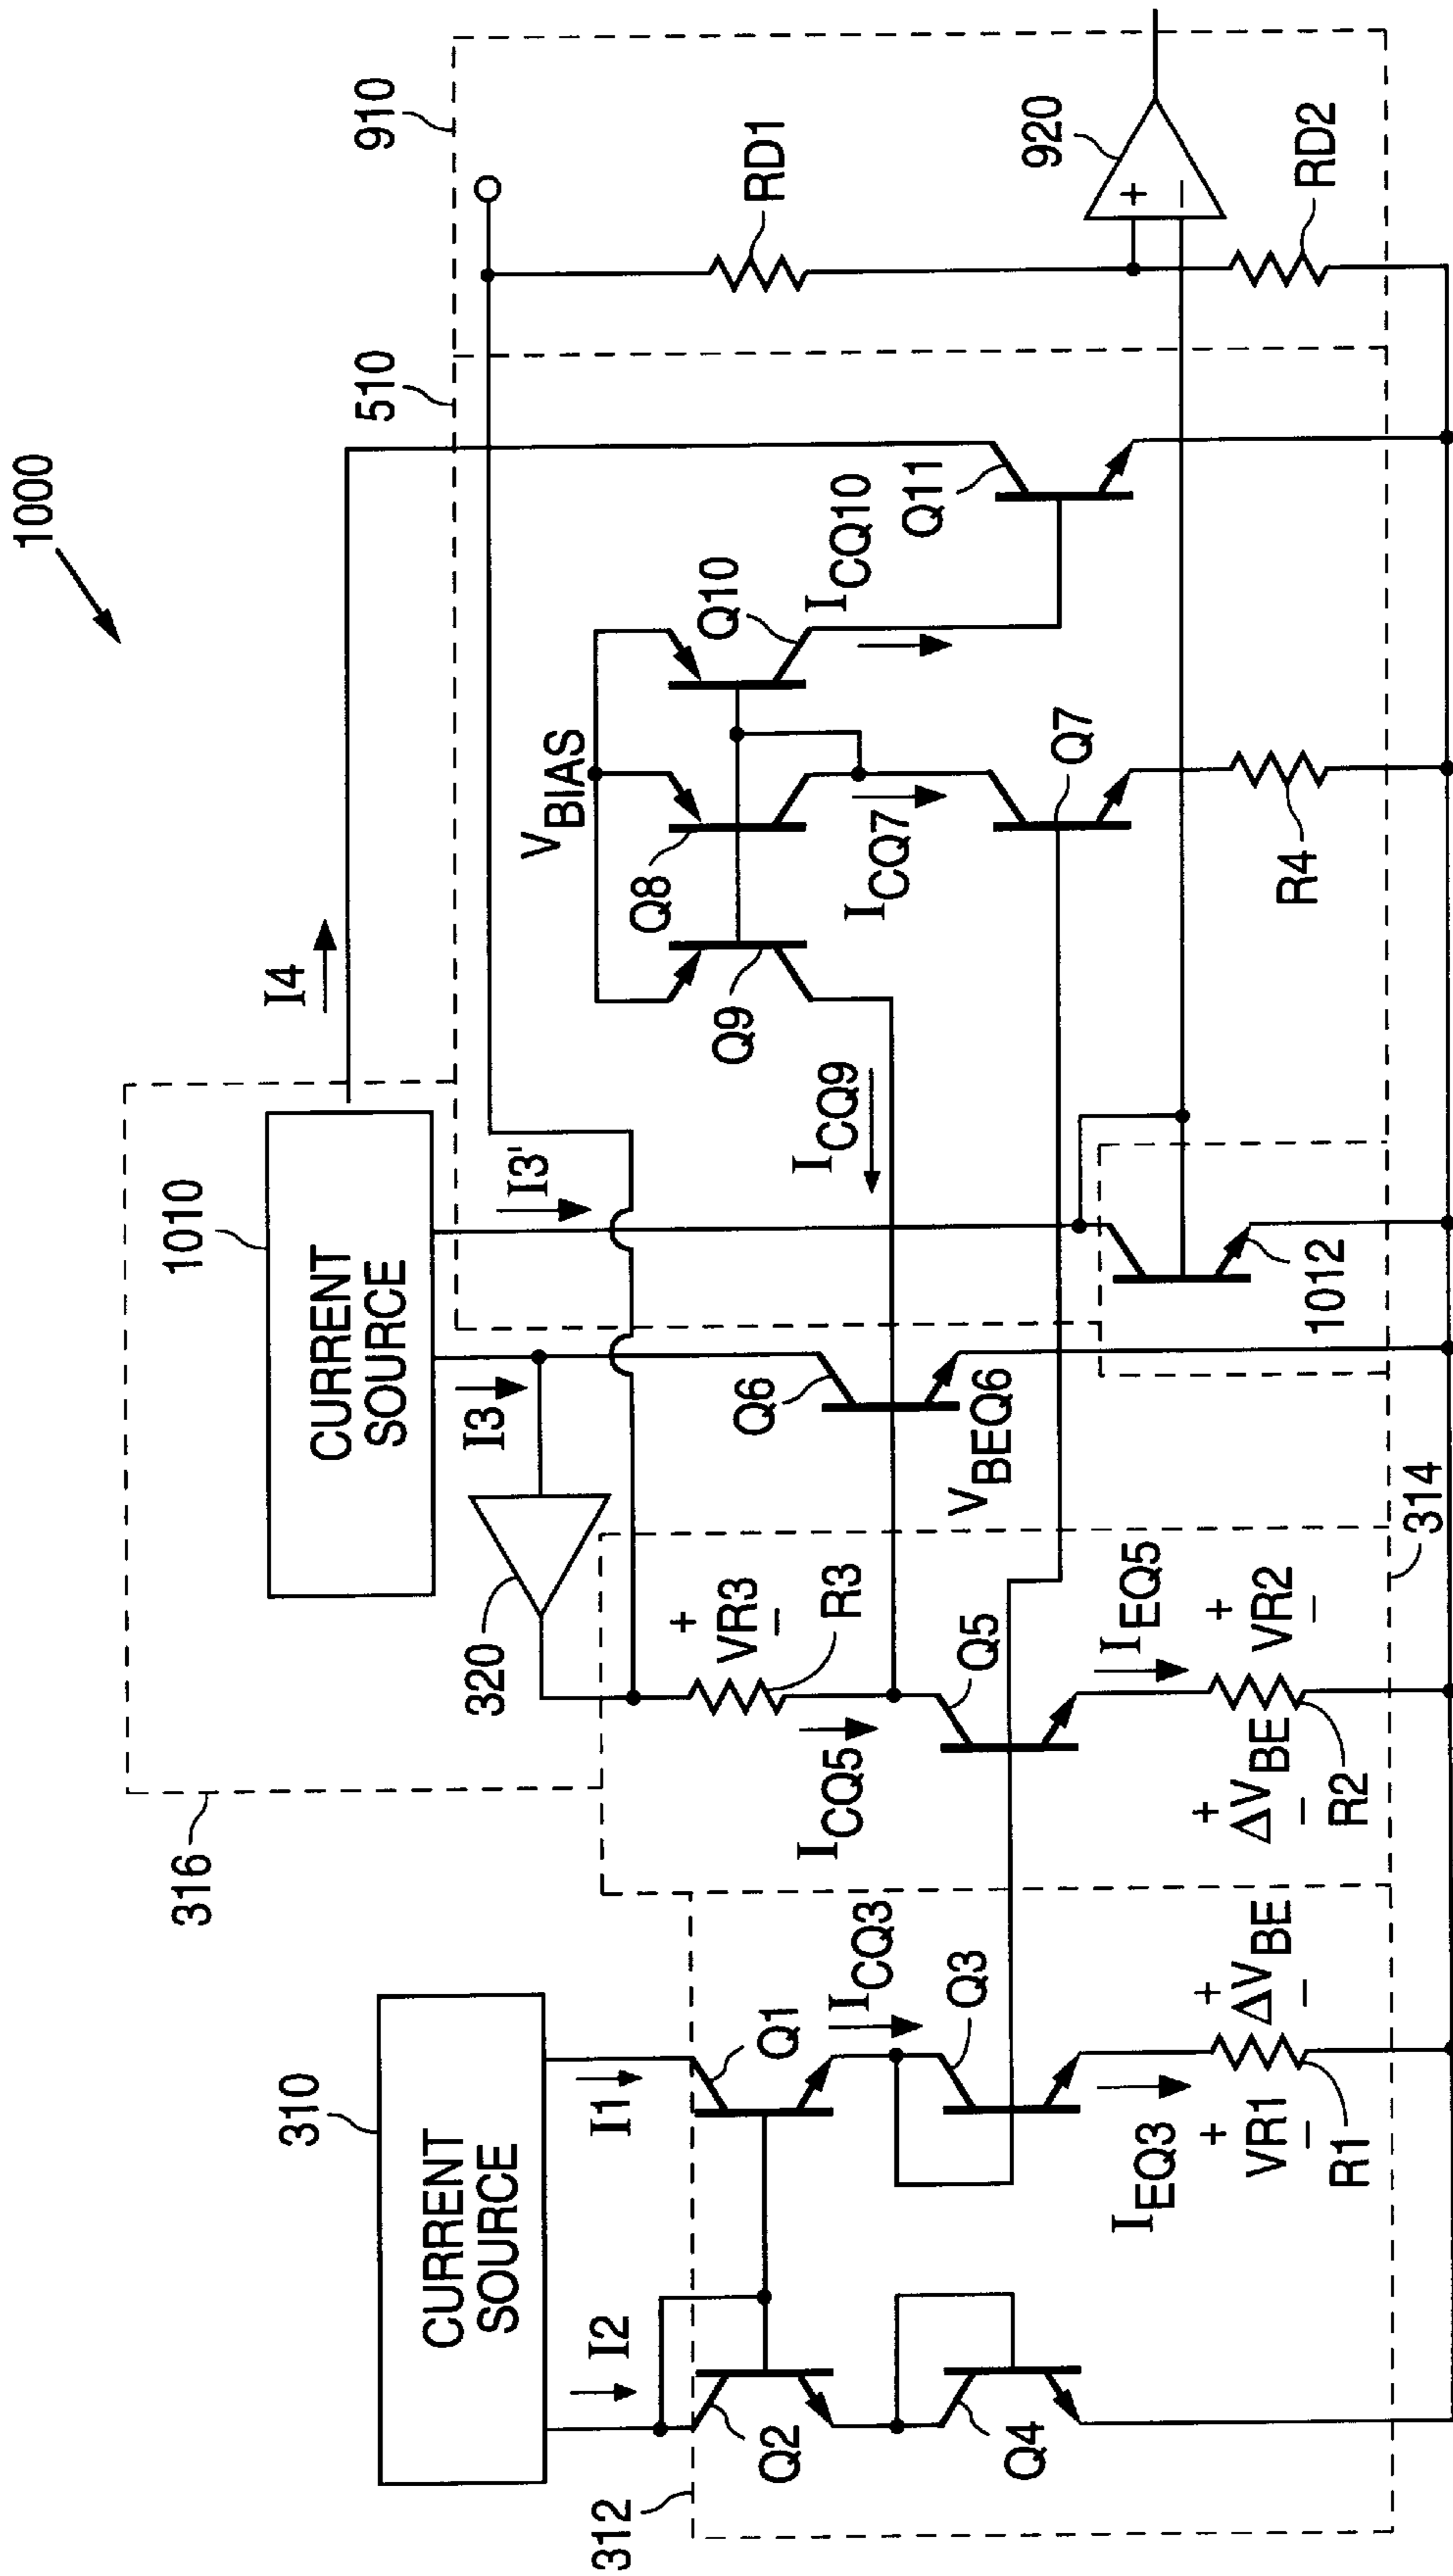 1000
910
510
316
1010
CURRENT
SOURCE
I4
I3
I3'
320
RD1
920
+
−
RD2
VBIAS
Q8
Q9
Q10
ICQ10
Q11
ICQ7
Q7
R4
ICQ9
1012
Q6
VBEQ6
+
VR3
−
R3
ICQ5
Q5
IEQ5
+
VR2
−
+
ΔVBE
−
R2
314
310
CURRENT
SOURCE
I2
I1
Q2
Q1
ICQ3
Q3
Q4
IEQ3
+
VR1
−
+
ΔVBE
−
R1
312